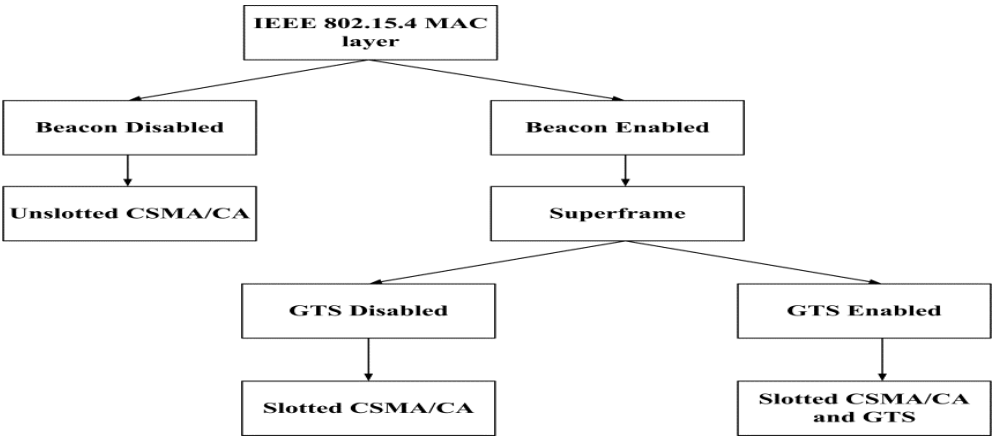 IEEE 802.15.4 MAC
layer
Beacon Disabled
Beacon Enabled
Unslotted CSMA/CA
Superframe
GTS Disabled
GTS Enabled
Slotted CSMA/CA
Slotted CSMA/CA
and GTS